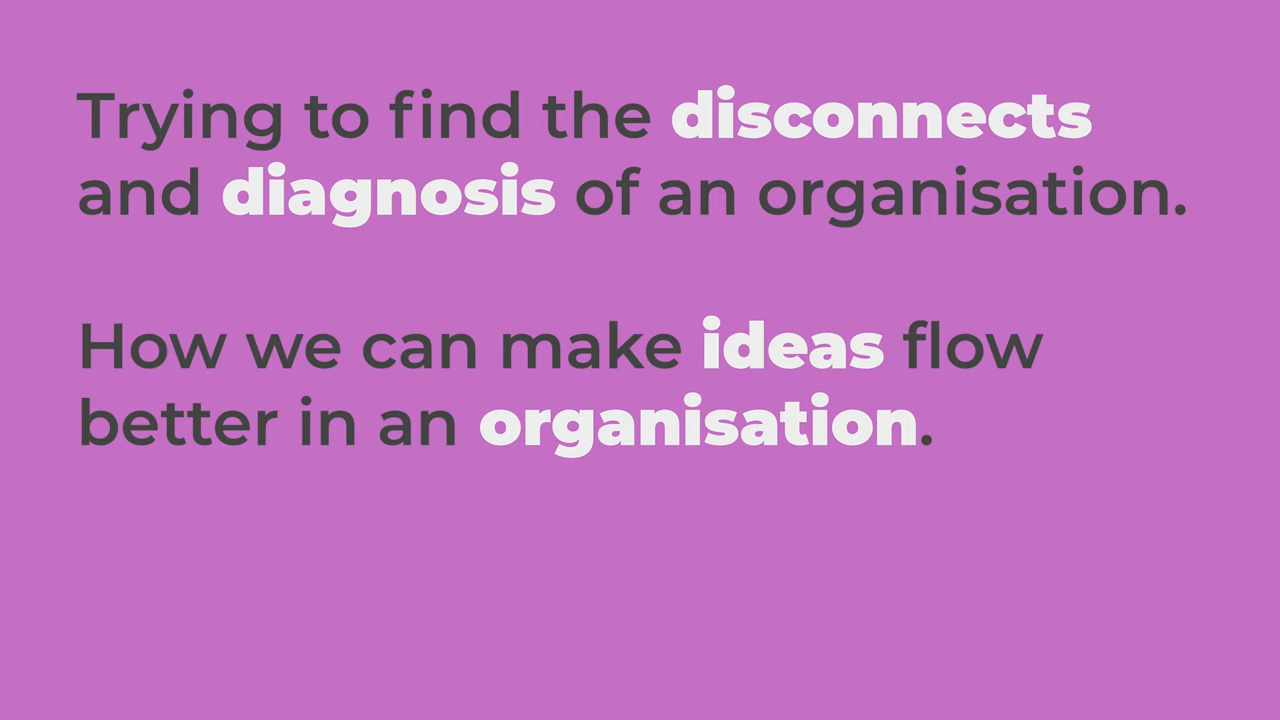 Trying to find the disconnects
and diagnosis of an organisation.
How we can make ideas flow
better in an organisation.